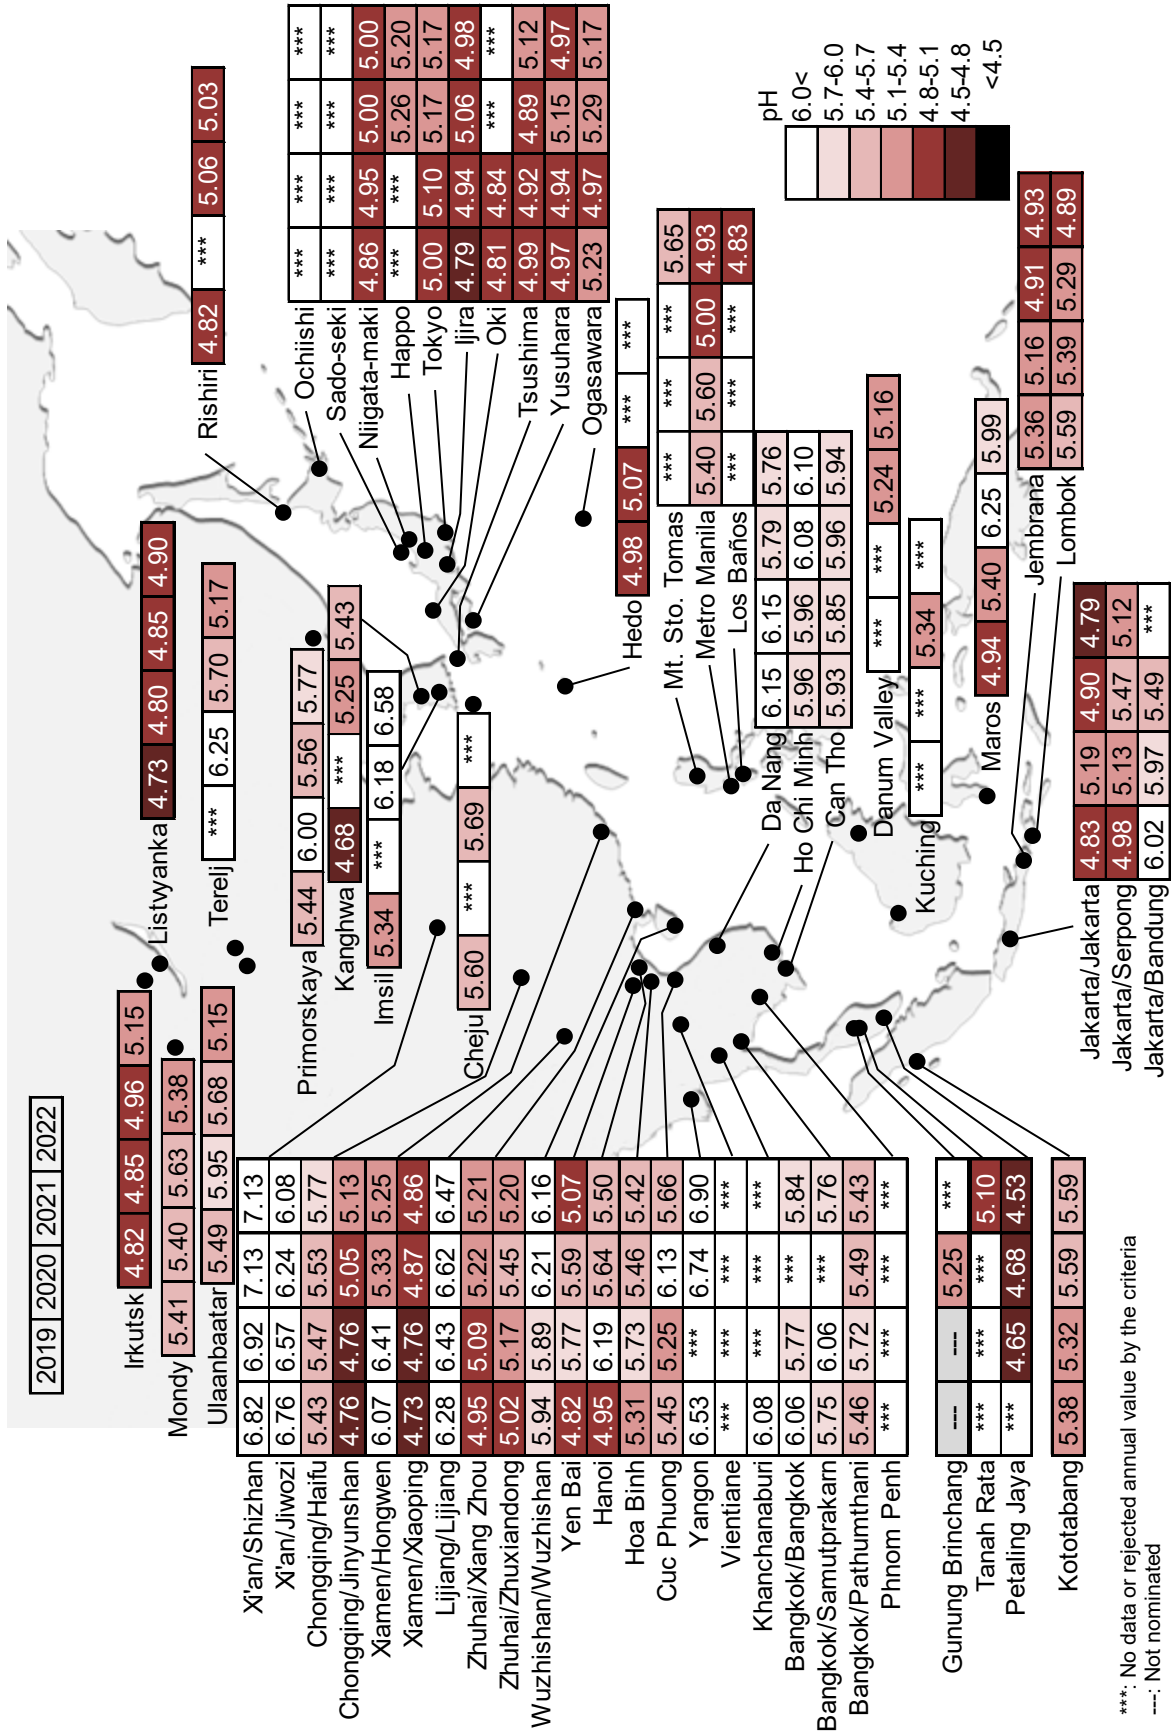 2019 2020 2021 2022
Irkutsk 4.82 4.85 4.96 5.15
Mondy 5.41 5.40 5.63 5.38
Ulaanbaatar 5.49 5.95 5.68 5.15
Listvyanka 4.73 4.80 4.85 4.90
Terelj *** 6.25 5.70 5.17
Primorskaya 5.44 6.00 5.56 5.77
Kanghwa 4.68 *** 5.25 5.43
Imsil 5.34 *** 6.18 6.58
Cheju 5.60 *** 5.69 ***
Rishiri 4.82 *** 5.06 5.03
Ochiishi *** *** *** ***
Sado-seki *** *** *** ***
Niigata-maki 4.86 4.95 5.00 5.00
Happo *** *** 5.26 5.20
Tokyo 5.00 5.10 5.17 5.17
Ijira 4.79 4.94 5.06 4.98
Oki 4.81 4.84 *** ***
Tsushima 4.99 4.92 4.89 5.12
Yusuhara 4.97 4.94 5.15 4.97
Ogasawara 5.23 4.97 5.29 5.17
Hedo 4.98 5.07 *** ***
Xi'an/Shizhan 6.82 6.92 7.13 7.13
Xi'an/Jiwozi 6.76 6.57 6.24 6.08
Chongqing/Haifu 5.43 5.47 5.53 5.77
Chongqing/Jinyunshan 4.76 4.76 5.05 5.13
Xiamen/Hongwen 6.07 6.41 5.33 5.25
Xiamen/Xiaoping 4.73 4.76 4.87 4.86
Lijiang/Lijiang 6.28 6.43 6.62 6.47
Zhuhai/Xiang Zhou 4.95 5.09 5.22 5.21
Zhuhai/Zhuxiandong 5.02 5.17 5.45 5.20
Wuzhishan/Wuzhishan 5.94 5.89 6.21 6.16
Yen Bai 4.82 5.77 5.59 5.07
Hanoi 4.95 6.19 5.64 5.50
Hoa Binh 5.31 5.73 5.46 5.42
Cuc Phuong 5.45 5.25 6.13 5.66
Yangon 6.53 *** 6.74 6.90
Vientiane *** *** *** ***
Khanchanaburi 6.08 *** *** ***
Bangkok/Bangkok 6.06 5.77 *** 5.84
Bangkok/Samutprakarn 5.75 6.06 *** 5.76
Bangkok/Pathumthani 5.46 5.72 5.49 5.43
Phnom Penh *** *** *** ***
Mt. Sto. Tomas *** *** *** 5.65
Metro Manila 5.40 5.60 5.00 4.93
Los Baños *** *** *** 4.83
Da Nang 6.15 6.15 5.79 5.76
Ho Chi Minh 5.96 5.96 6.08 6.10
Can Tho 5.93 5.85 5.96 5.94
Danum Valley *** *** 5.24 5.16
Kuching *** *** 5.34 ***
Maros 4.94 5.40 6.25 5.99
Gunung Brinchang --- --- 5.25 ***
Tanah Rata *** *** *** 5.10
Petaling Jaya *** 4.65 4.68 4.53
Kototabang 5.38 5.32 5.59 5.59
Jembrana 5.36 5.16 4.91 4.93
Lombok 5.59 5.39 5.29 4.89
Jakarta/Jakarta 4.83 5.19 4.90 4.79
Jakarta/Serpong 4.98 5.13 5.47 5.12
Jakarta/Bandung 6.02 5.97 5.49 ***
pH
6.0<
5.7-6.0
5.4-5.7
5.1-5.4
4.8-5.1
4.5-4.8
<4.5
***: No data or rejected annual value by the criteria
---: Not nominated